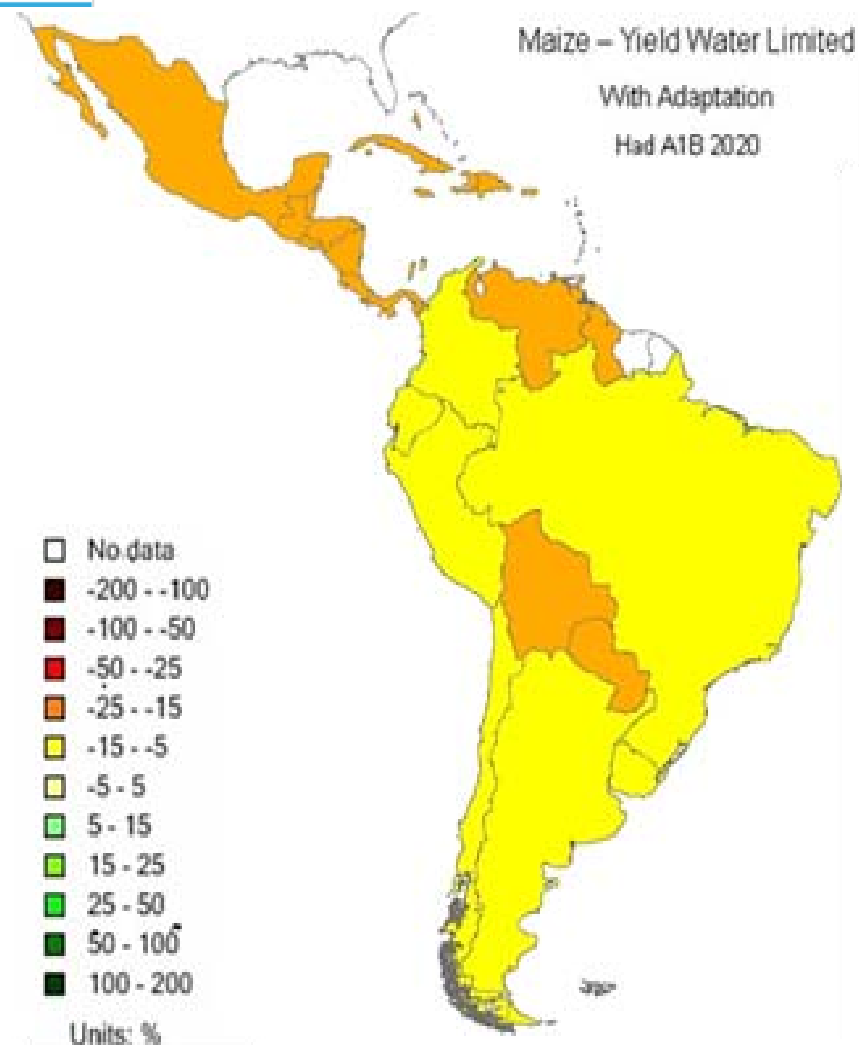 Maize – Yield Water Limited
With Adaptation
Had A1B 2020
No data
-200 - -100
-100 - -50
-50 - -25
-25 - -15
-15 - -5
-5 - 5
5 - 15
15 - 25
25 - 50
50 - 100
100 - 200
Units: %